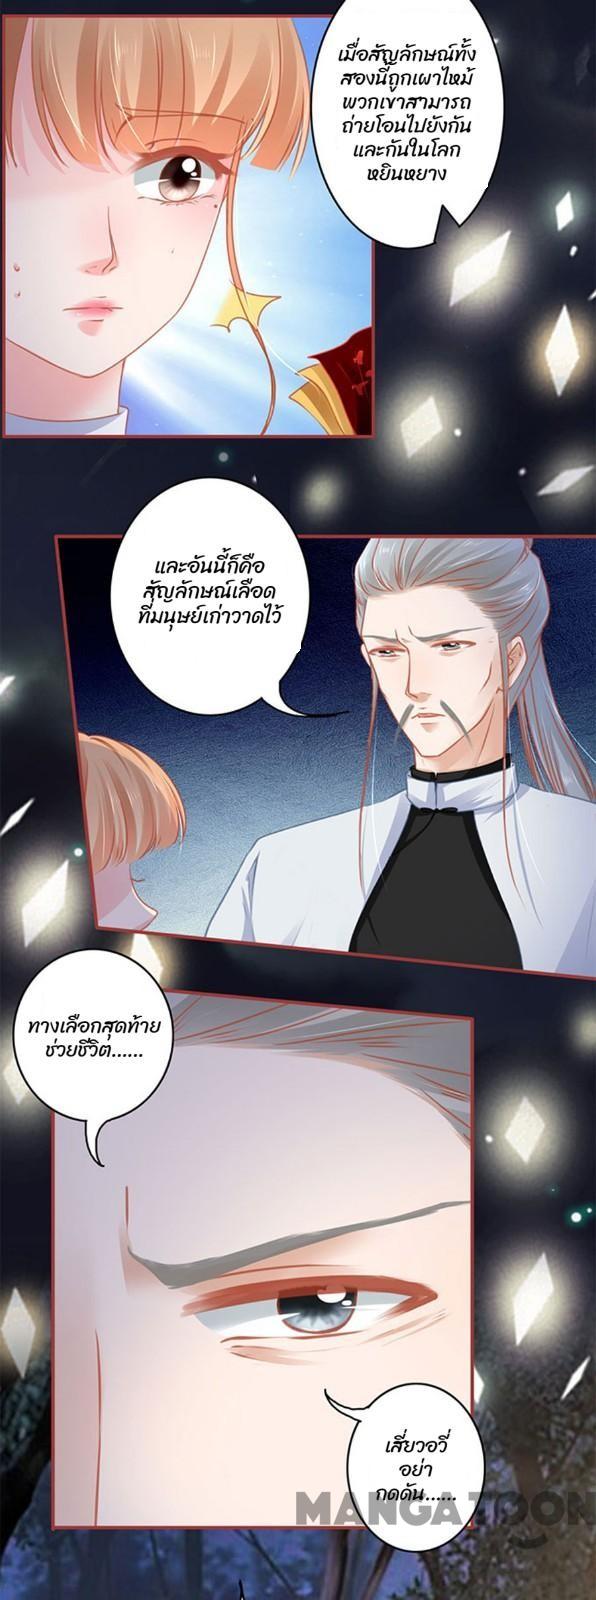 เมื่อสัญลักษณ์ทั้ง
สองนี้ถูกเผาไหม้
พวกเขาสามารถ
ถ่ายโอนไปยังกัน
และกันในโลก
หยินหยาง
และอันนี้ก็คือ
สัญลักษณ์เลือด
ที่มนุษย์เก่าวาดไว้
ทางเลือกสุดท้าย
ช่วยชีวิต......
เสี่ยวอวี่
อย่า
กดดัน......
MANGATOON